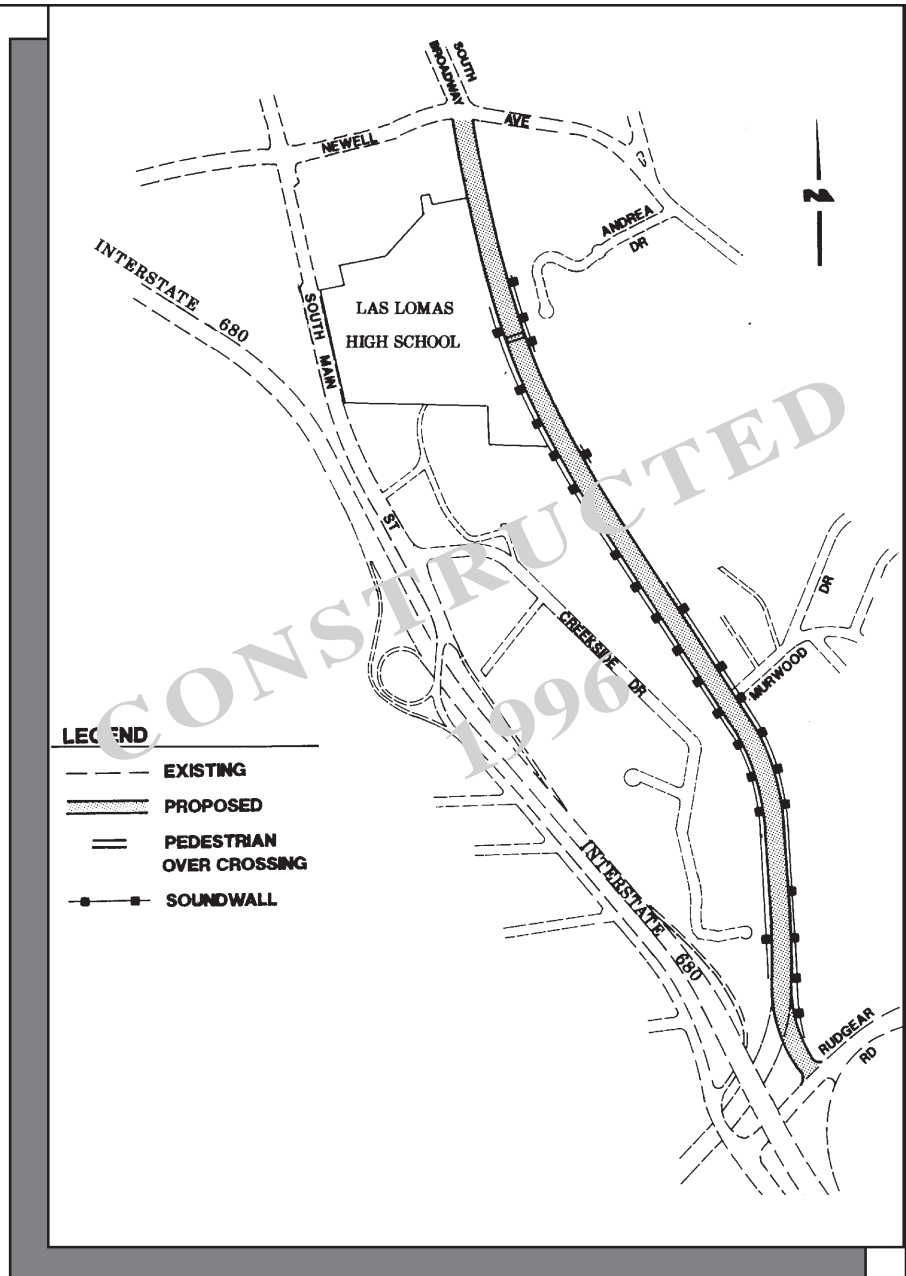 SOUTH
BROADWAY
NEWELL
AVE
N
ANDREA
DR
INTERSTATE 680
SOUTH MAIN
LAS LOMAS
HIGH SCHOOL
ST
CONSTRUCTED
1996
CREEKSIDE
DR
DR
MURWOOD
LEGEND
EXISTING
PROPOSED
PEDESTRIAN
OVER CROSSING
SOUNDWALL
INTERSTATE
680
RUDGEAR
RD